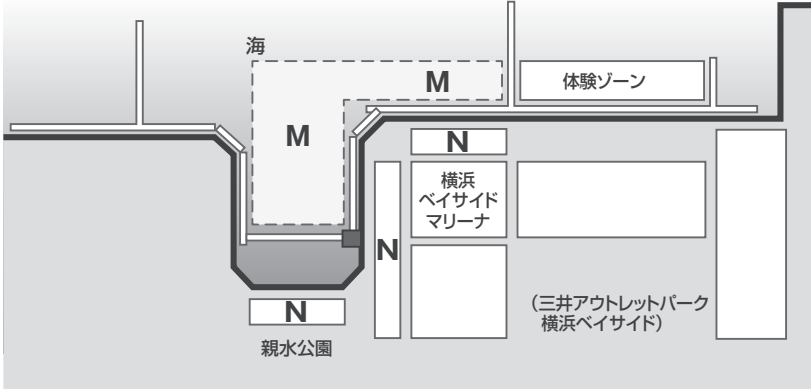 海
M
体験ゾーン
M
N
横浜
ベイサイド
マリーナ
N
N
（三井アウトレットパーク
横浜ベイサイド）
親水公園